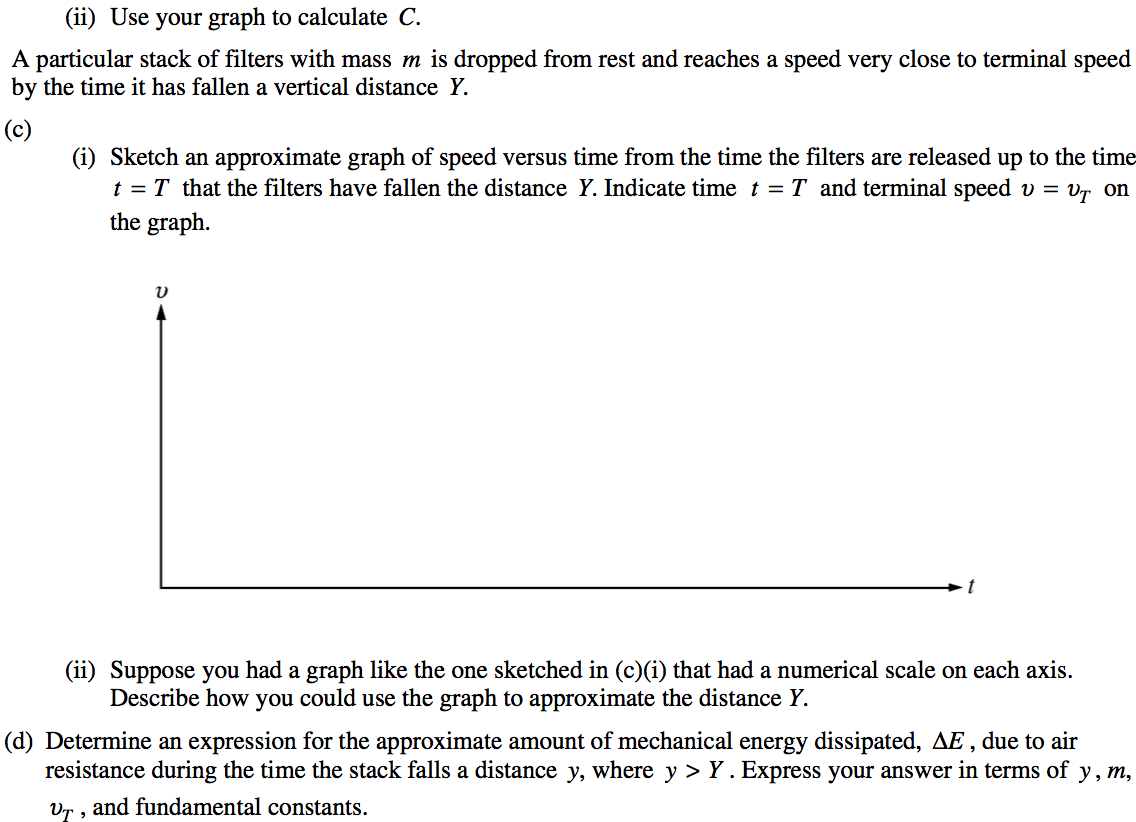 (ii) Use your graph to calculate C.
A particular stack of filters with mass m is dropped from rest and reaches a speed very close to terminal speed
by the time it has fallen a vertical distance Y.
(c)
(i) Sketch an approximate graph of speed versus time from the time the filters are released up to the time
t = T that the filters have fallen the distance Y. Indicate time t = T and terminal speed υ = υ_T on
the graph.
υ
t
(ii) Suppose you had a graph like the one sketched in (c)(i) that had a numerical scale on each axis.
Describe how you could use the graph to approximate the distance Y.
(d) Determine an expression for the approximate amount of mechanical energy dissipated, ΔE , due to air
resistance during the time the stack falls a distance y, where y > Y . Express your answer in terms of y , m,
υ_T , and fundamental constants.